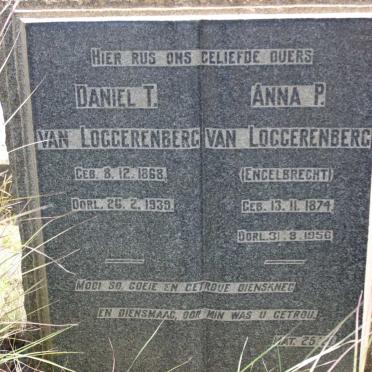 HIER RUS ONS GELIEFDE OUERS
DANIEL T.
VAN LOGGERENBERG
GEB. 8. 12. 1868.
OORL. 26. 2. 1939.
ANNA P.
VAN LOGGERENBERG
(ENGELBRECHT)
GEB. 13. 11. 1874.
OORL. 31. 8. 1956
MOOI SO, GOEIE EN GETROUE DIENSKNEG
EN DIENSMAAG, OOR MIN WAS U GETROU.
MAT. 25